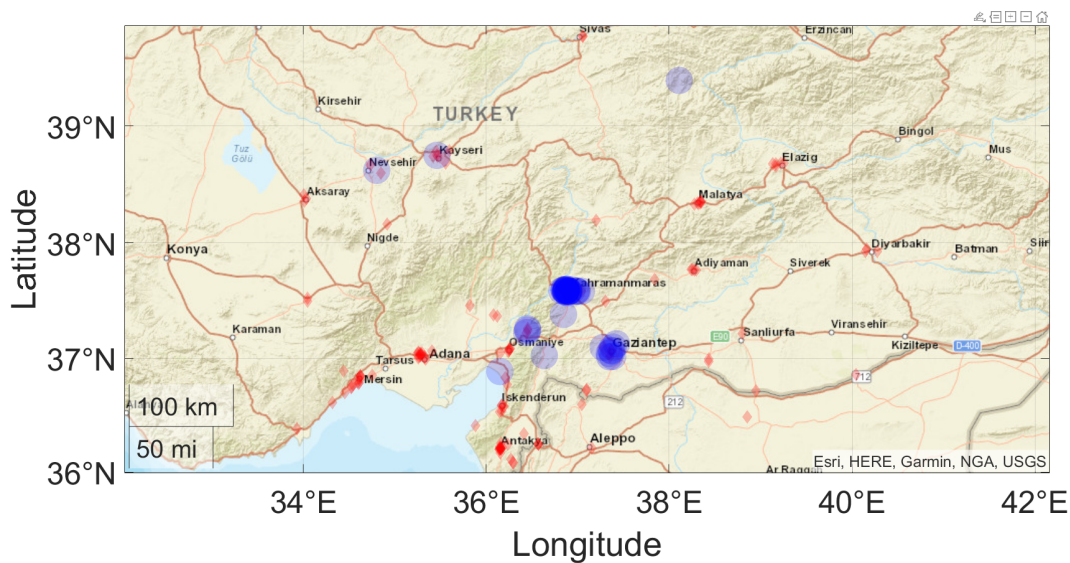 Sivas
Erzincan
Kirsehir
TURKEY
39°N
Bingol
Mus
Tuz
Gölü
Kayseri
Nevsehir
Elazig
Aksaray
Malatya
Nigde
38°N
Konya
Diyarbakir
Batman
Siir
Adiyaman
Siverek
ahramanmaras
Karaman
Viransehir
E90
Sanliurfa
Osmaniye
Gaziantep
Kiziltepe
D-400
37°N
Tarsus
Adana
Mersin
712
Iskenderun
212
100 km
50 mi
Antakya
Aleppo
Ar Raqqah
Esri, HERE, Garmin, NGA, USGS
36°N
34°E
36°E
38°E
40°E
42°E
Longitude
Latitude